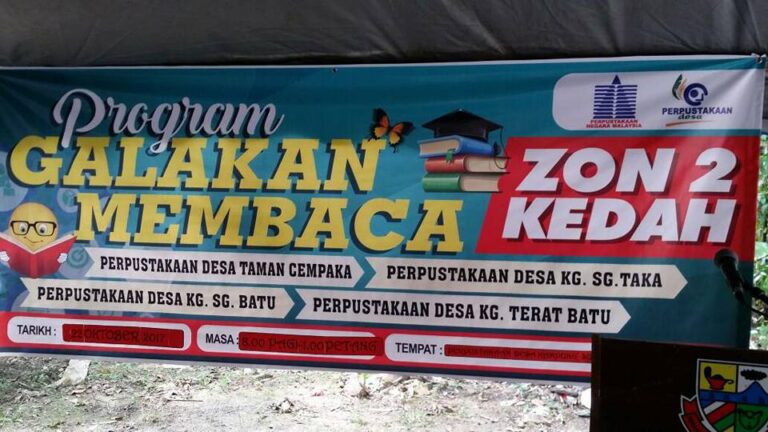 Program
GALAKAN
MEMBACA
PERPUSTAKAAN
NEGARA MALAYSIA
PERPUSTAKAAN
desa
ZON 2
KEDAH
PERPUSTAKAAN DESA TAMAN CEMPAKA
PERPUSTAKAAN DESA KG. SG.TAKA
PERPUSTAKAAN DESA KG. SG. BATU
PERPUSTAKAAN DESA KG. TERAT BATU
TARIKH : 22 OKTOBER 2017
MASA : 8.00 PAGI-1.00 PETANG
TEMPAT :